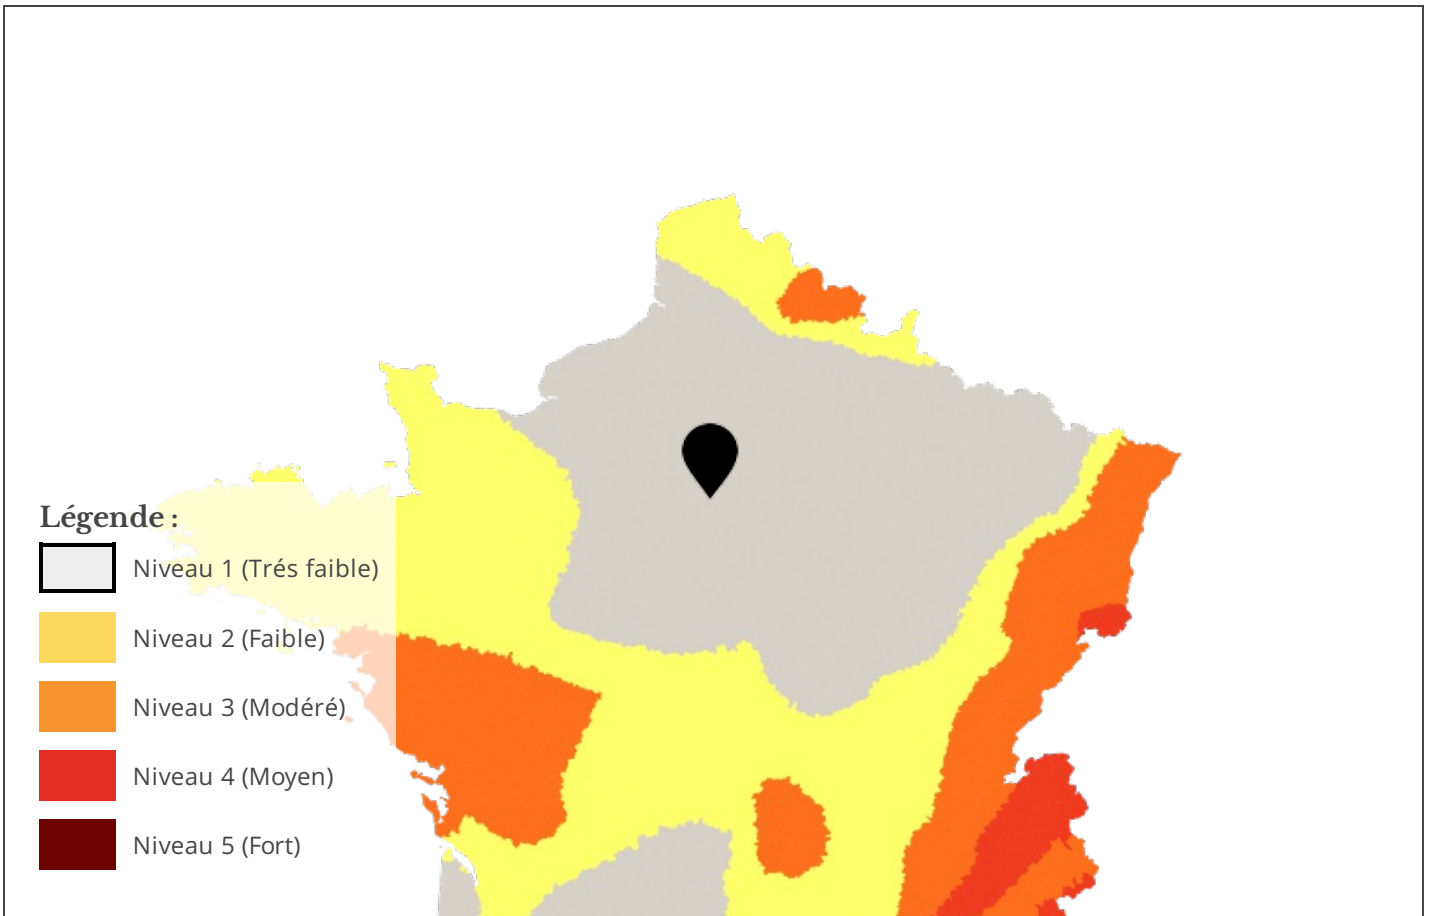 Légende :
Niveau 1 (Trés faible)
Niveau 2 (Faible)
Niveau 3 (Modéré)
Niveau 4 (Moyen)
Niveau 5 (Fort)